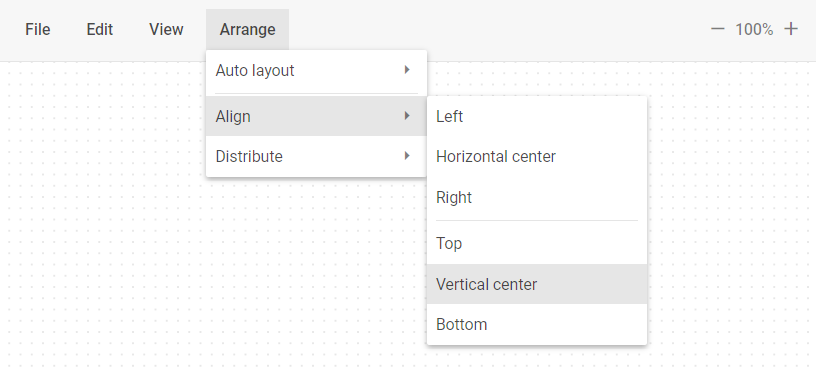 File Edit View Arrange 100%
Auto layout
Align
Distribute
Left
Horizontal center
Right
Top
Vertical center
Bottom